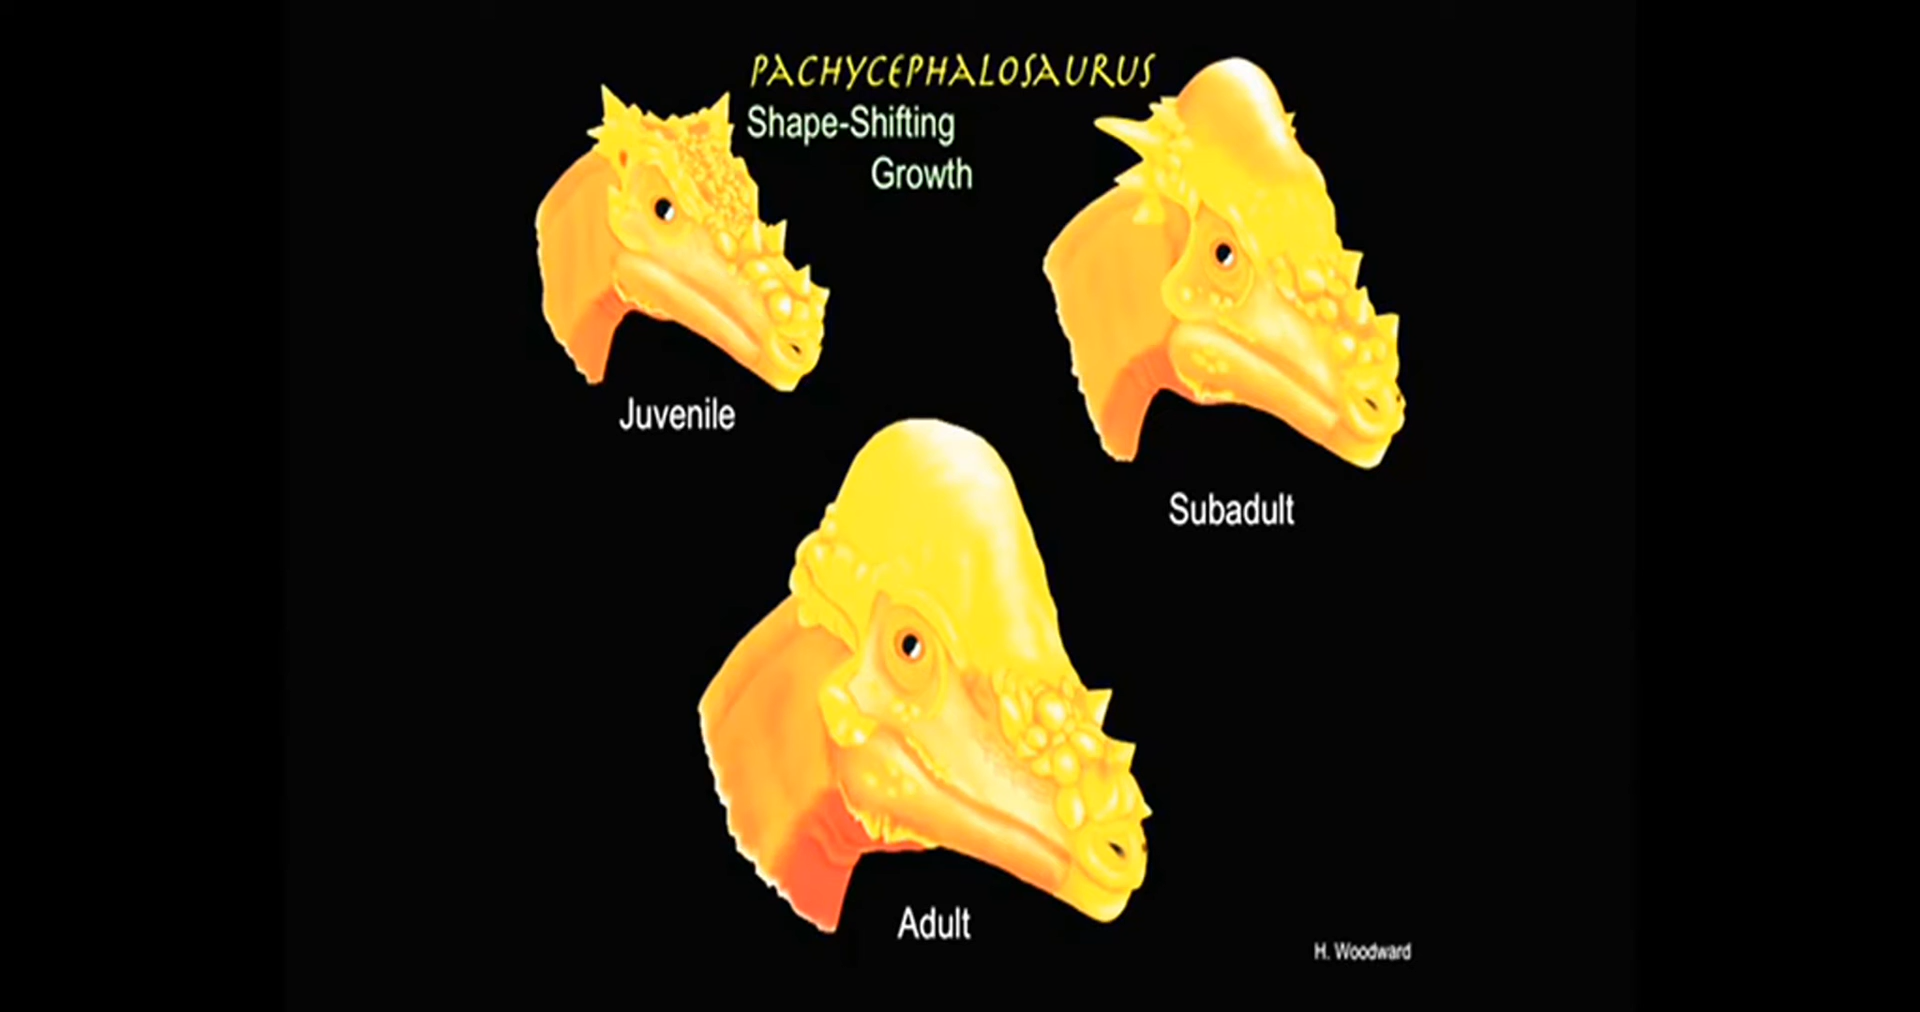 PACHYCEPHALOSAURUS
Shape-Shifting
Growth
Juvenile
Subadult
Adult
H. Woodward